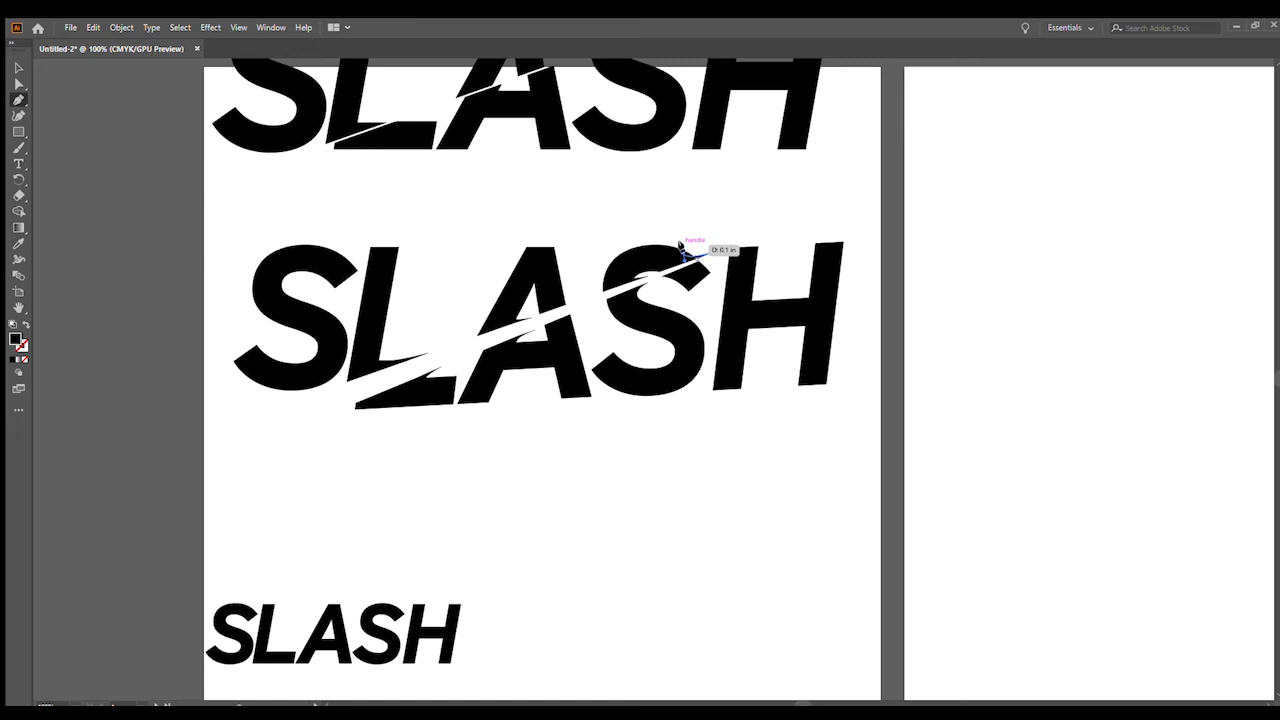 Ai File Edit Object Type Select Effect View Window Help Essentials Search Adobe Stock
Untitled-2* @ 100% (CMYK/GPU Preview) ×
SLASH
handle
D: 0.1 in
SLASH
SLASH